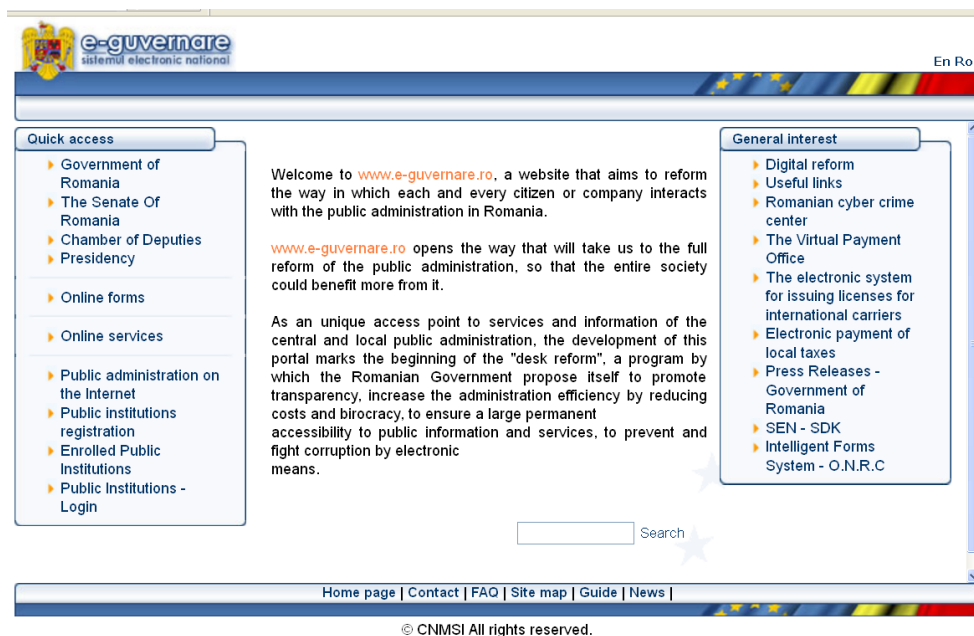 e-guvernare
sistemul electronic national
En Ro
Quick access
Government of
Romania
The Senate Of
Romania
Chamber of Deputies
Presidency
Online forms
Online services
Public administration on
the Internet
Public institutions
registration
Enrolled Public
Institutions
Public Institutions -
Login
Welcome to www.e-guvernare.ro, a website that aims to reform
the way in which each and every citizen or company interacts
with the public administration in Romania.
www.e-guvernare.ro opens the way that will take us to the full
reform of the public administration, so that the entire society
could benefit more from it.
As an unique access point to services and information of the
central and local public administration, the development of this
portal marks the beginning of the "desk reform", a program by
which the Romanian Government propose itself to promote
transparency, increase the administration efficiency by reducing
costs and birocracy, to ensure a large permanent
accessibility to public information and services, to prevent and
fight corruption by electronic
means.
Search
General interest
Digital reform
Useful links
Romanian cyber crime
center
The Virtual Payment
Office
The electronic system
for issuing licenses for
international carriers
Electronic payment of
local taxes
Press Releases -
Government of
Romania
SEN - SDK
Intelligent Forms
System - O.N.R.C
Home page | Contact | FAQ | Site map | Guide | News |
© CNMSI All rights reserved.